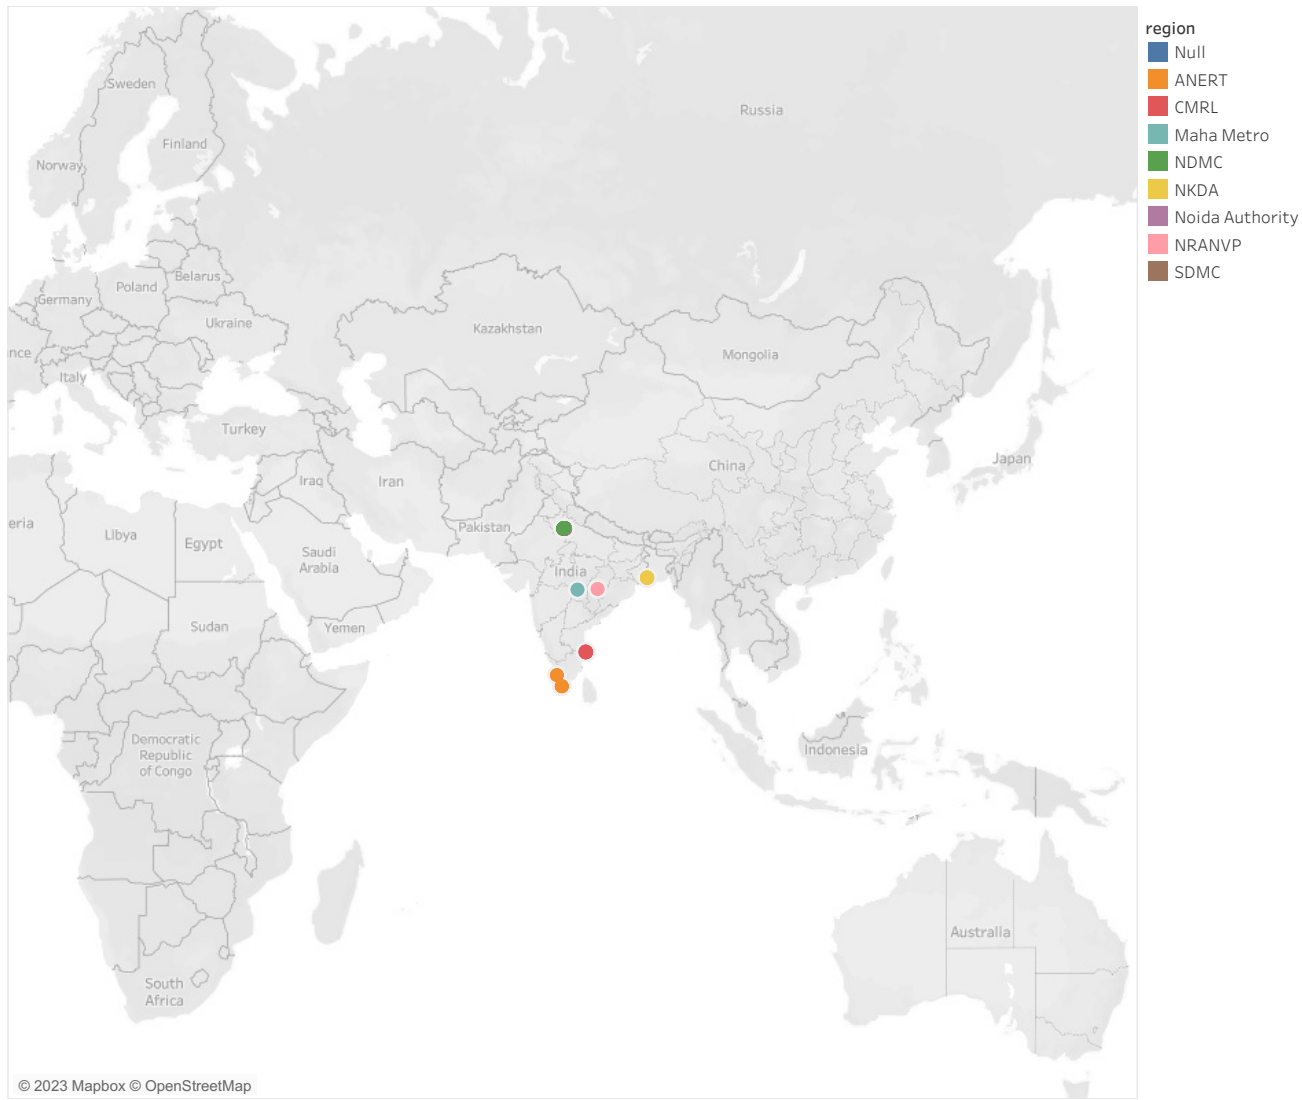 region
Null
ANERT
CMRL
Maha Metro
NDMC
NKDA
Noida Authority
NRANVP
SDMC
Sweden
Russia
Finland
Norway
Belarus
Poland
Germany
Ukraine
Kazakhstan
nce
Mongolia
Italy
Turkey
Japan
China
Iraq
Iran
eria
Pakistan
Libya
Egypt
Saudi
Arabia
India
Sudan
Yemen
Democratic
Republic
of Congo
Indonesia
Australia
South
Africa
© 2023 Mapbox © OpenStreetMap